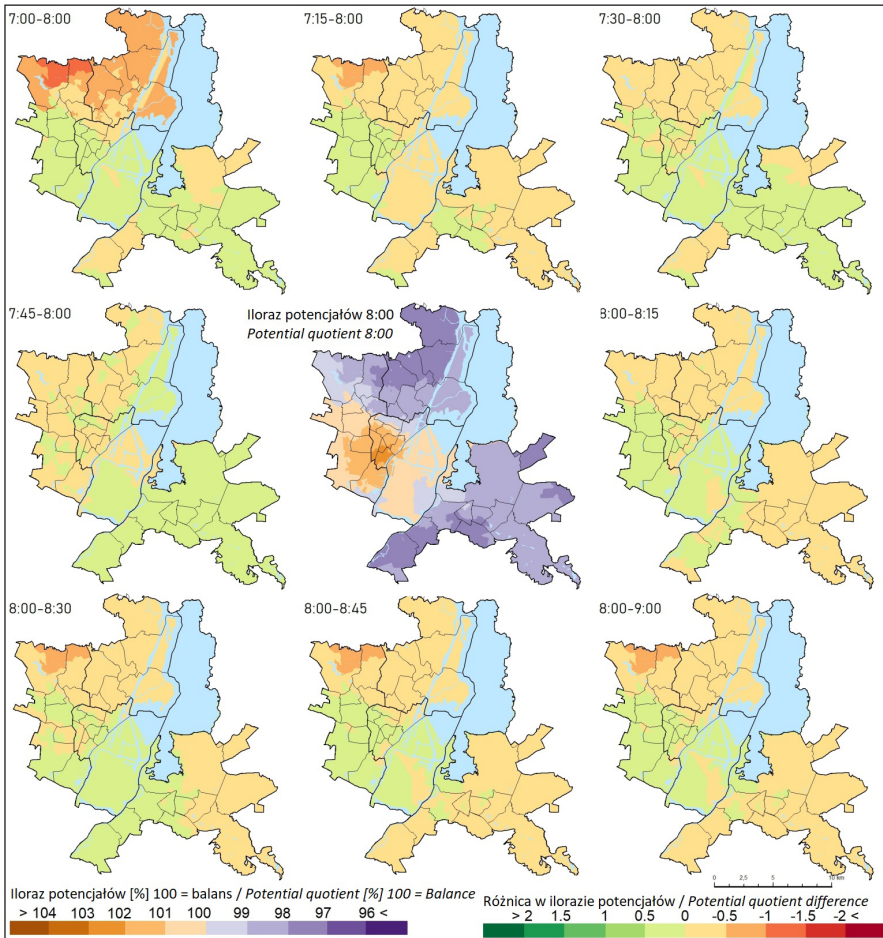 7:00-8:00
7:15-8:00
7:30-8:00
7:45-8:00
Iloraz potencjałów 8:00
Potential quotient 8:00
8:00-8:15
8:00-8:30
8:00-8:45
8:00-9:00
0 2,5 5 10 km
Iloraz potencjałów [%] 100 = balans / Potential quotient [%] 100 = Balance
> 104 103 102 101 100 99 98 97 96 <
Różnica w ilorazie potencjałów / Potential quotient difference
> 2 1.5 1 0.5 0 -0.5 -1 -1.5 -2 <